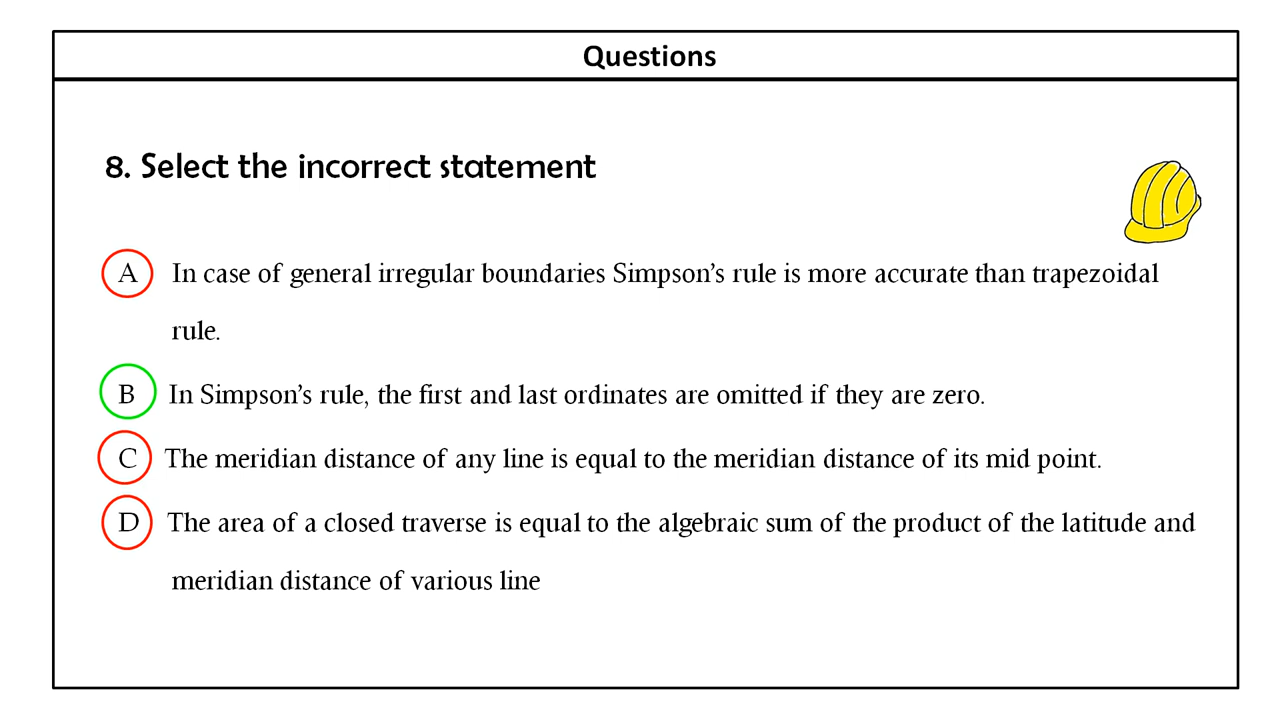 Questions
8. Select the incorrect statement
A In case of general irregular boundaries Simpson’s rule is more accurate than trapezoidal
rule.
B In Simpson’s rule, the first and last ordinates are omitted if they are zero.
C The meridian distance of any line is equal to the meridian distance of its mid point.
D The area of a closed traverse is equal to the algebraic sum of the product of the latitude and
meridian distance of various line